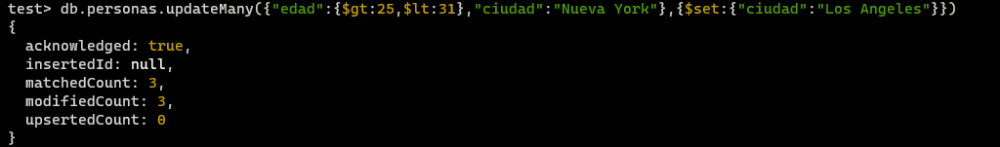 test> db.personas.updateMany({"edad":{$gt:25,$lt:31},"ciudad":"Nueva York"},{$set:{"ciudad":"Los Angeles"}})
{
  acknowledged: true,
  insertedId: null,
  matchedCount: 3,
  modifiedCount: 3,
  upsertedCount: 0
}